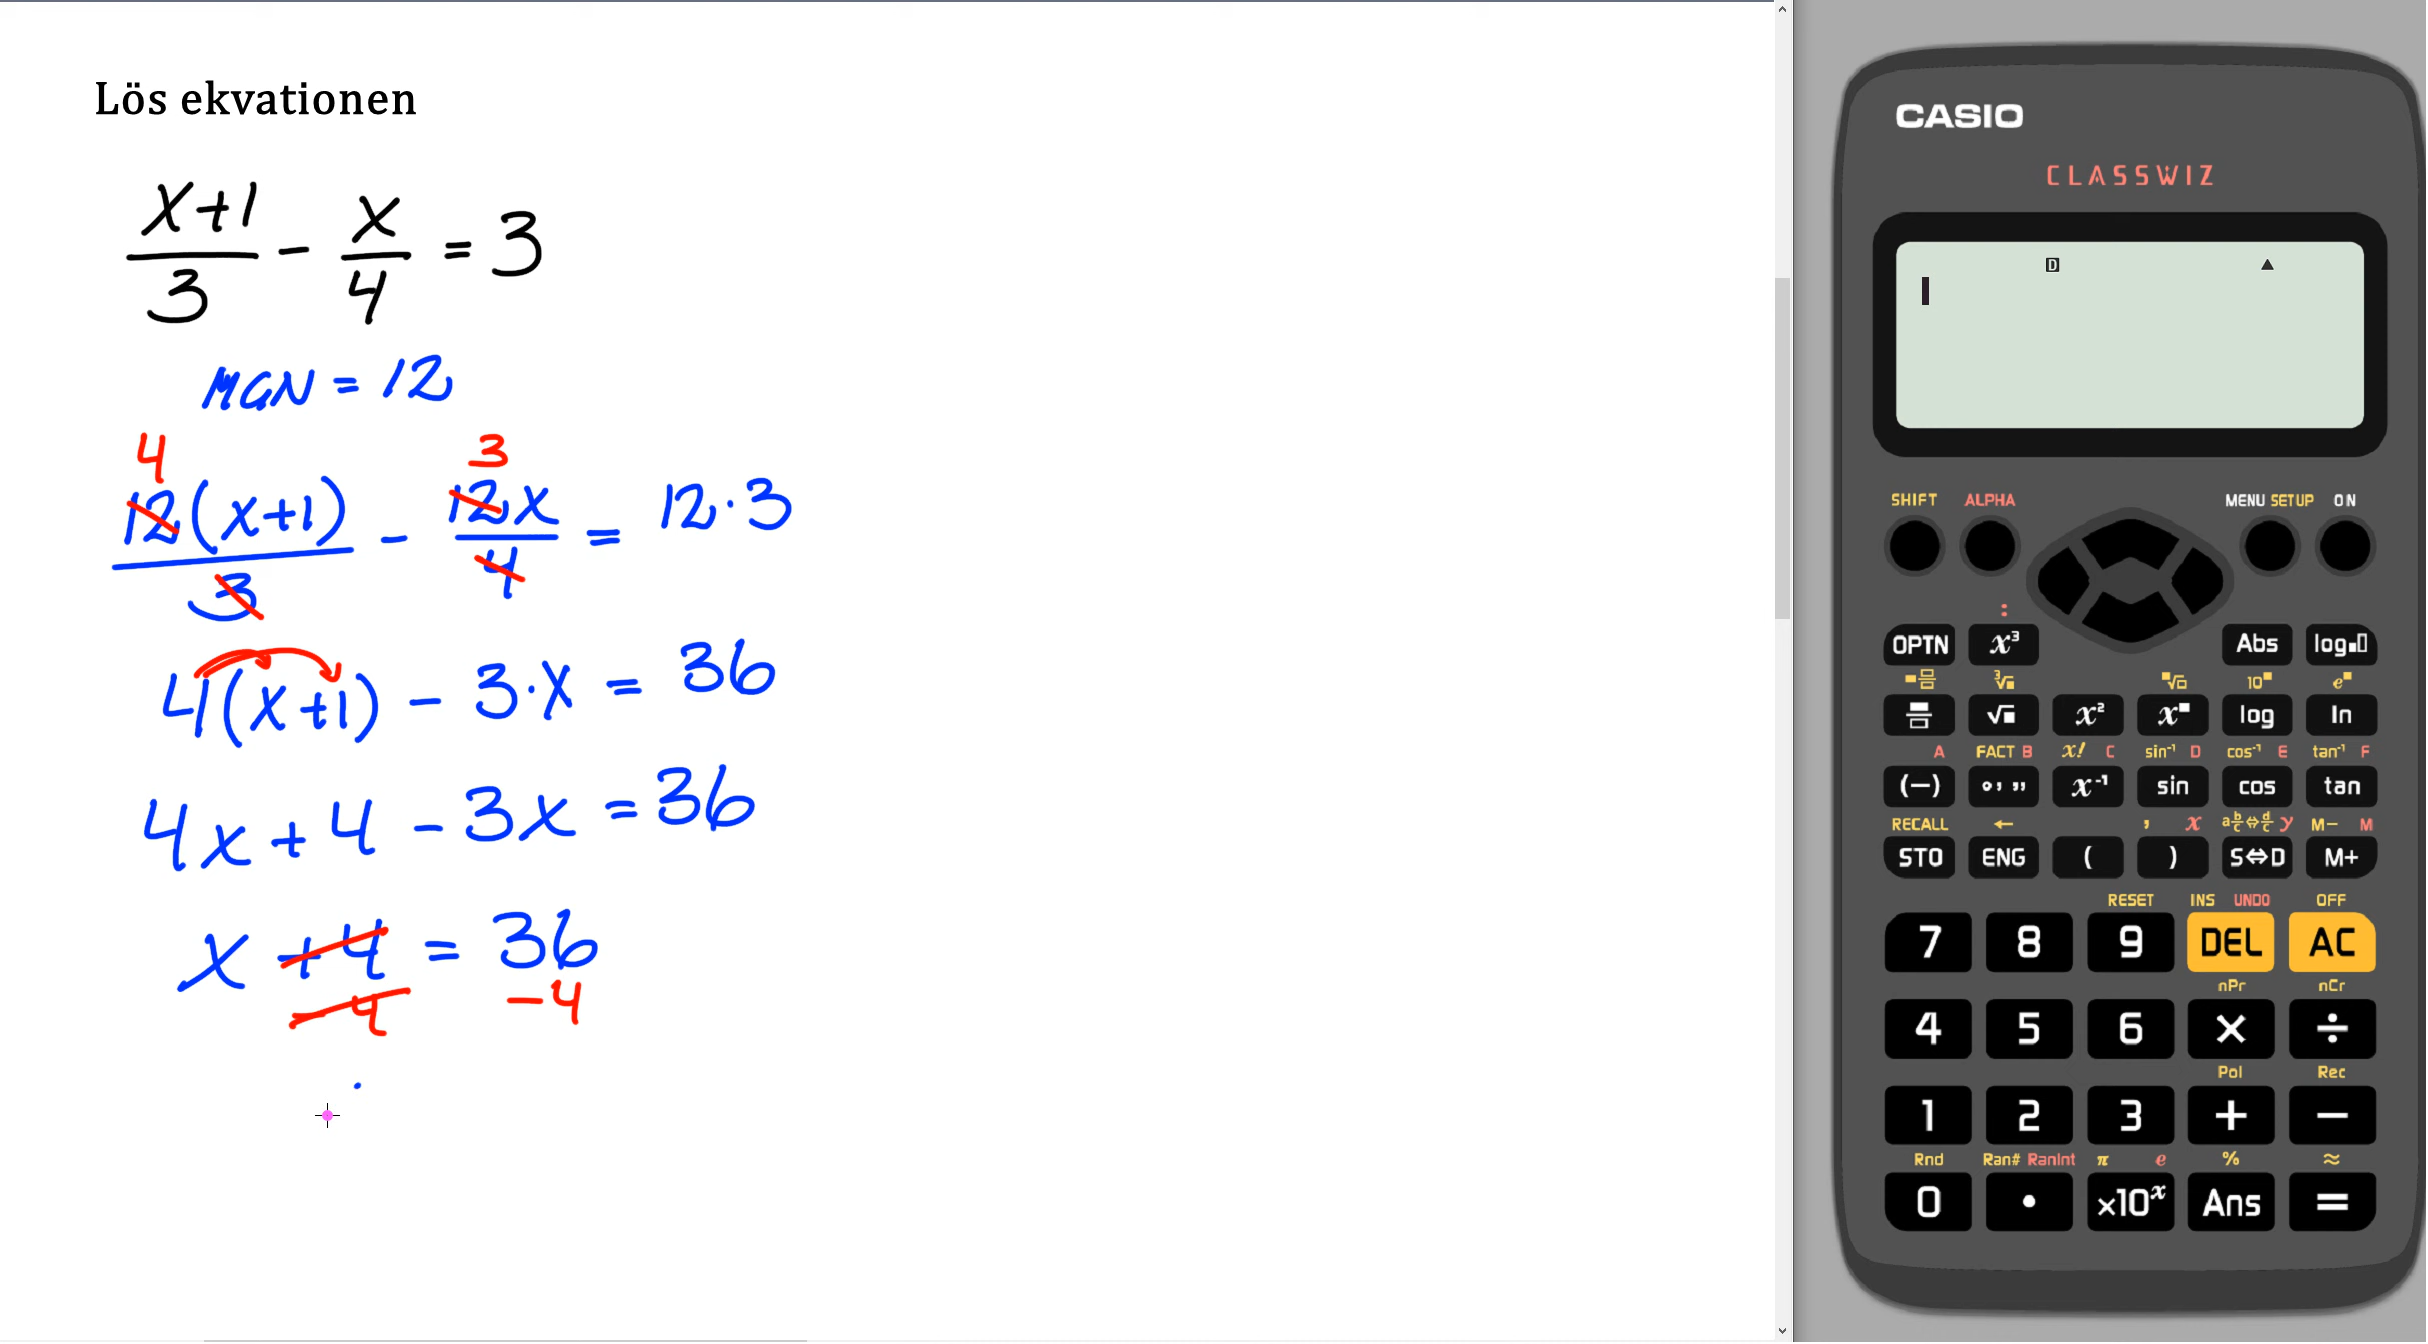 Lös ekvationen
x+1/3 - x/4 = 3
MGN = 12
4 3
12(x+1)/3 - 12x/4 = 12·3
4(x+1) - 3·x = 36
4x+4 - 3x = 36
x +4 = 36
-4 -4
CASIO
CLASSWIZ
D ▲
SHIFT ALPHA MENU SETUP ON
:
OPTN x³ Abs log▪▯
▪▤ ³√▪ ▪√▫ 10▪ e▪
√▪ x² x▪ log ln
A FACT B x! C sin⁻¹ D cos⁻¹ E tan⁻¹ F
(−) °’ ” x⁻¹ sin cos tan
RECALL ← , x a b/c⇔d/c y M− M
STO ENG ( ) S⇔D M+
RESET INS UNDO OFF
7 8 9 DEL AC
nPr nCr
4 5 6 × ÷
Pol Rec
1 2 3 + −
Rnd Ran# RanInt π e % ≈
0 • ×10ˣ Ans =